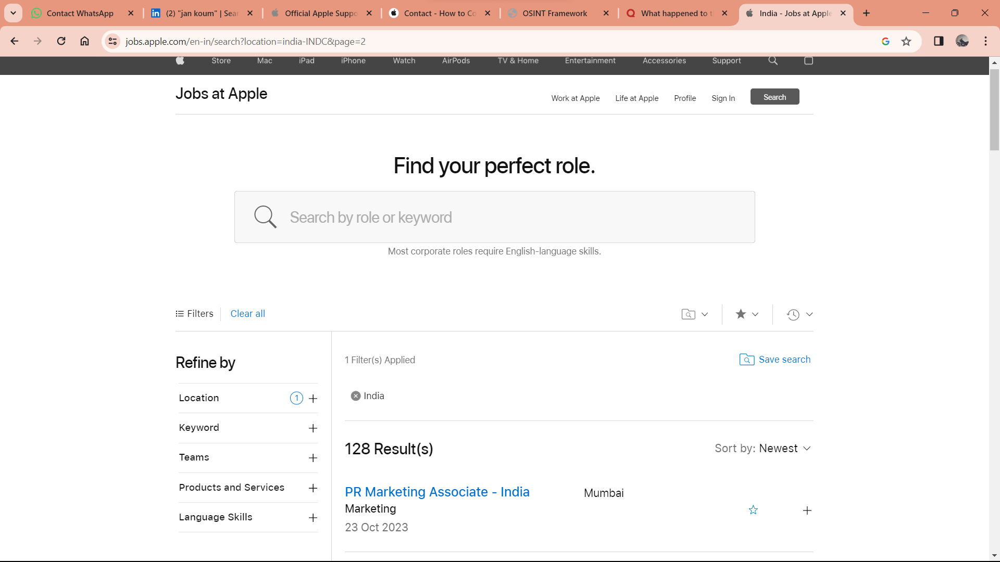 Contact WhatsApp
(2) "jan koum" | Sear
Official Apple Suppo
Contact - How to Co
OSINT Framework
What happened to t
India - Jobs at Apple
jobs.apple.com/en-in/search?location=india-INDC&page=2
Store Mac iPad iPhone Watch AirPods TV & Home Entertainment Accessories Support
Jobs at Apple
Work at Apple Life at Apple Profile Sign In Search
Find your perfect role.
Search by role or keyword
Most corporate roles require English-language skills.
Filters Clear all
Refine by
Location 1
Keyword
Teams
Products and Services
Language Skills
1 Filter(s) Applied
Save search
India
128 Result(s)
Sort by: Newest
PR Marketing Associate - India
Mumbai
Marketing
23 Oct 2023